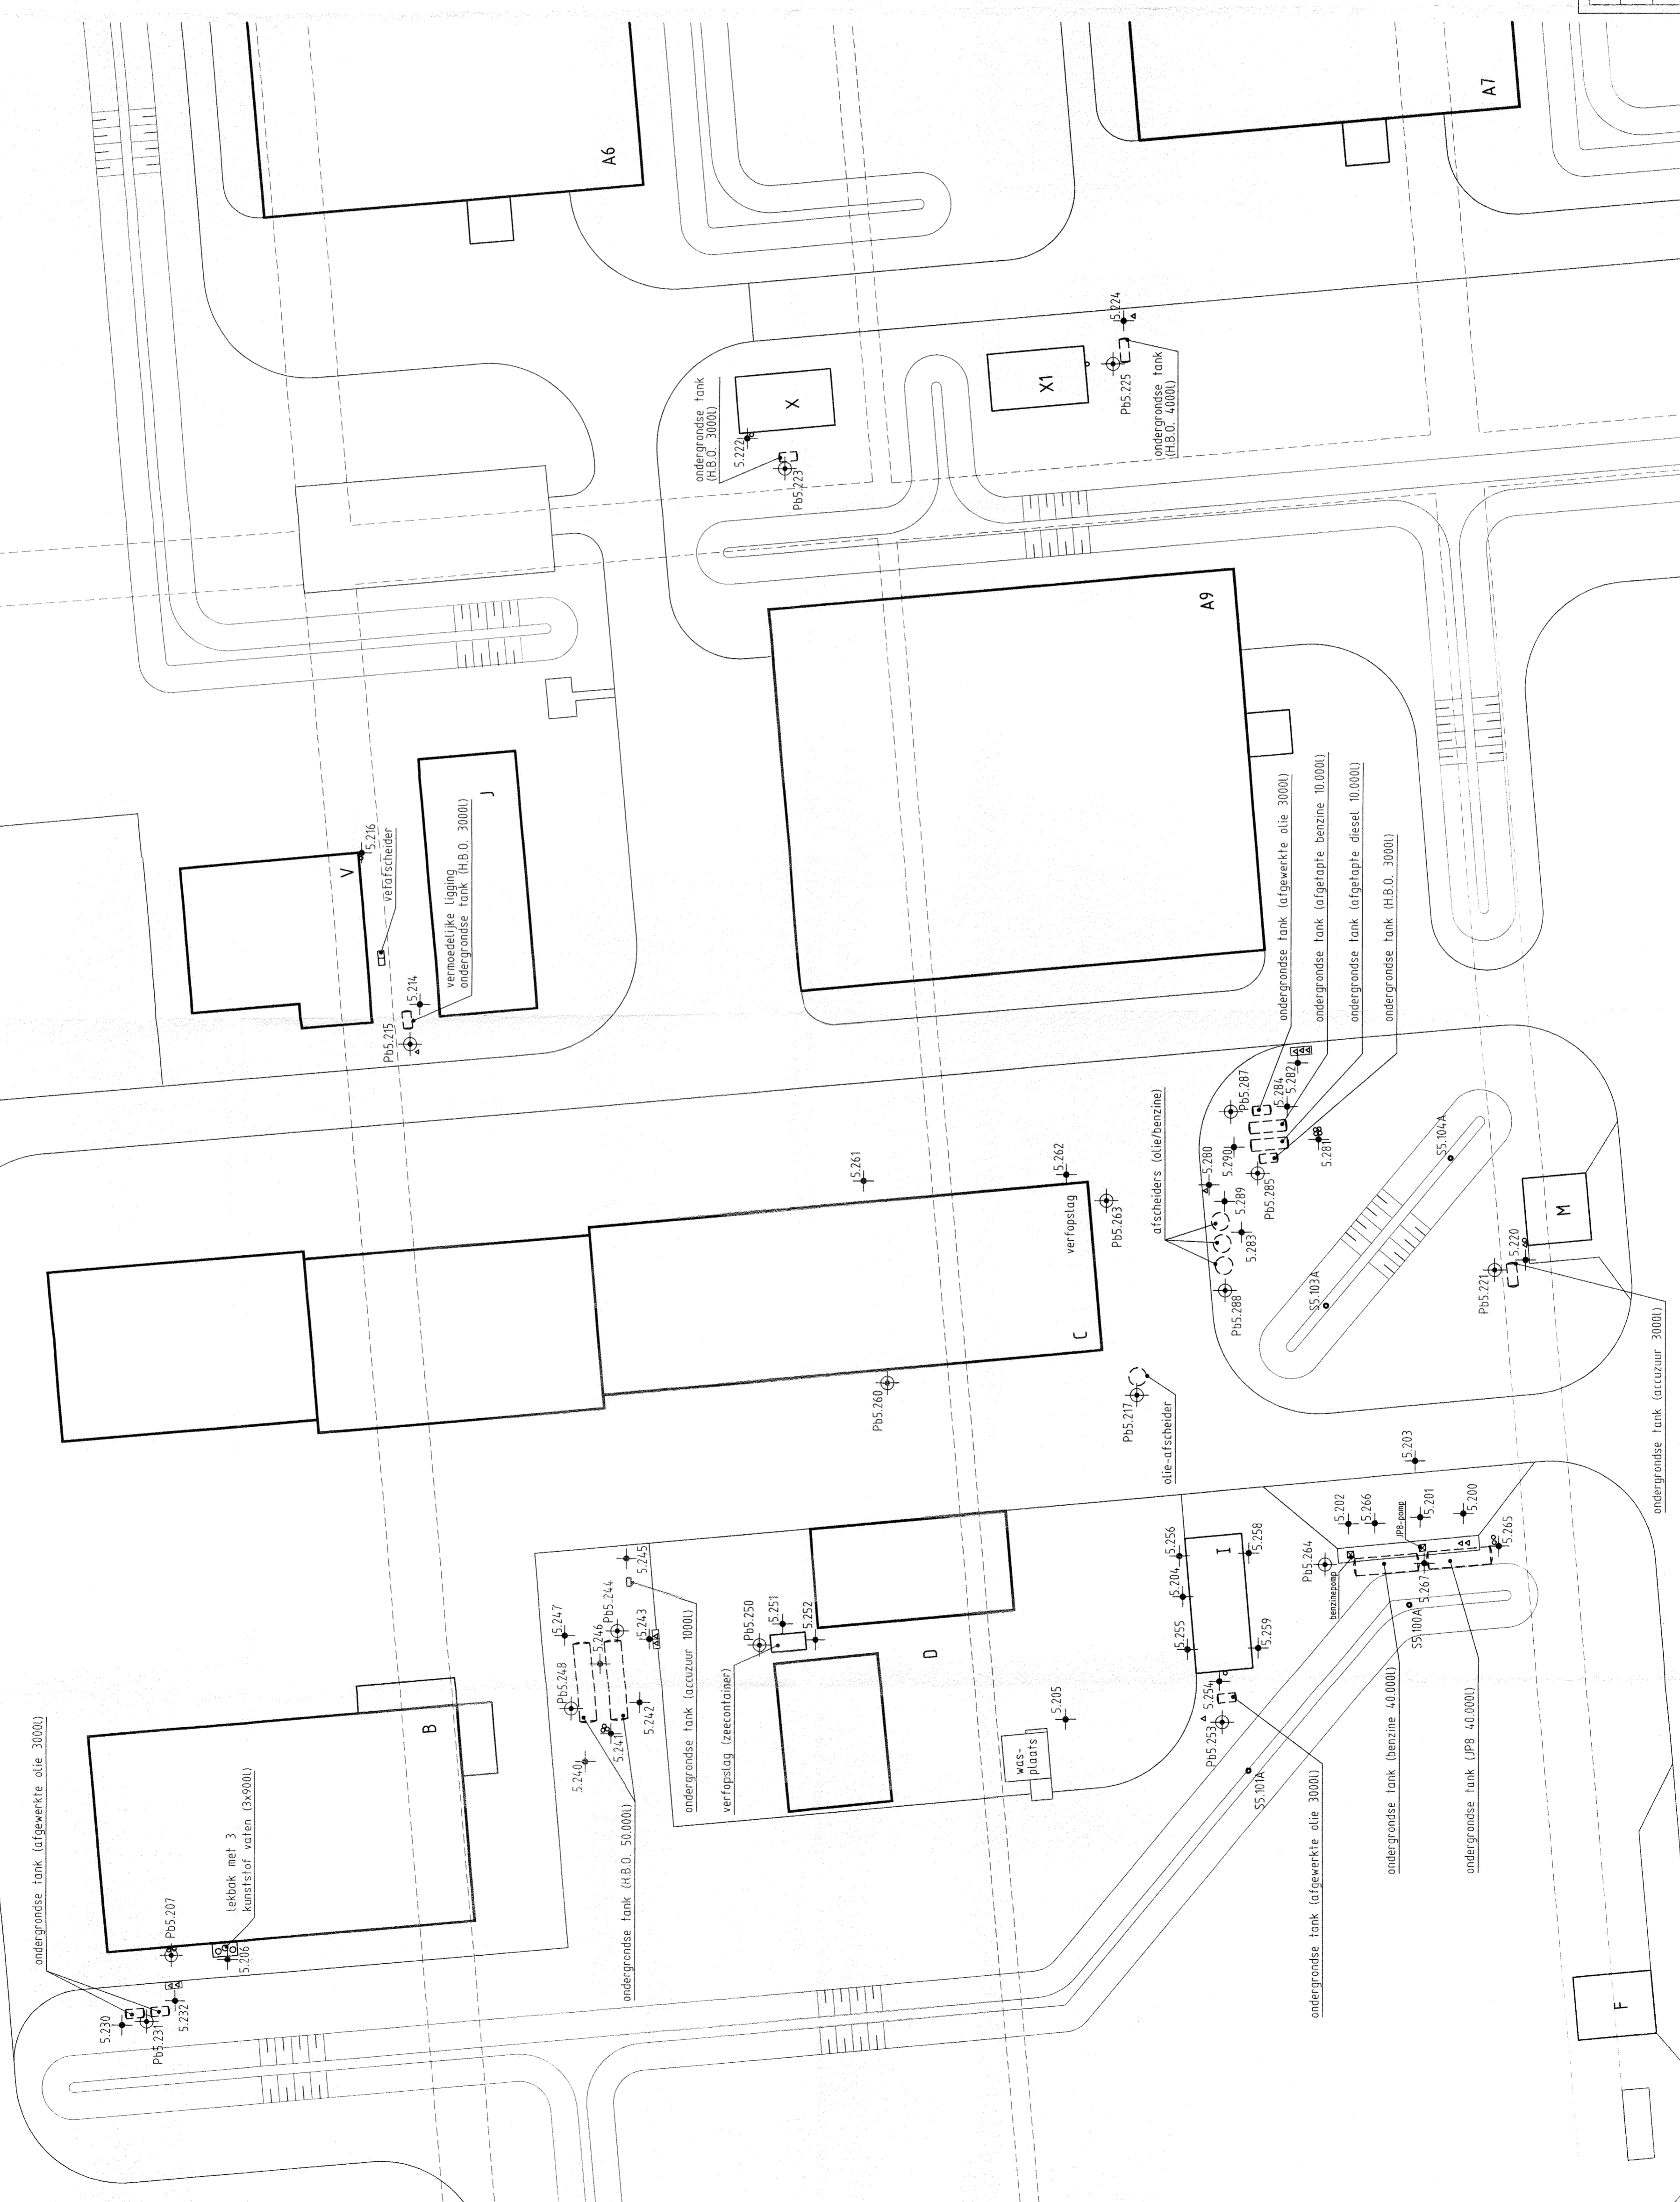 A6
A7
ondergrondse tank
(H.B.O. 3000l)
5.222
Pb5.223
X
X1
5.224
Pb5.225
ondergrondse tank
(H.B.O. 4000l)
A9
V
5.216
vetafscheider
J
vermoedelijke ligging
ondergrondse tank (H.B.O. 3000l)
5.214
Pb5.215
ondergrondse tank (afgewerkte olie 3000l)
ondergrondse tank (afgetapte benzine 10.000l)
ondergrondse tank (afgetapte diesel 10.000l)
ondergrondse tank (H.B.O. 3000l)
afscheiders (olie/benzine)
Pb5.287
5.284
5.282
5.280
5.290
Pb5.285
5.281
5.289
5.283
Pb5.288
S5.104A
S5.103A
M
5.220
Pb5.221
ondergrondse tank (accuzuur 3000l)
5.261
5.262
verfopslag
Pb5.263
C
Pb5.260
Pb5.217
olie-afscheider
5.203
5.202
5.266
JP8-pomp
5.201
5.200
5.265
Pb5.264
benzinepomp
5.267
S5.100A
ondergrondse tank (benzine 40.000l)
ondergrondse tank (JP8 40.000l)
5.256
5.258
I
5.204
5.255
5.259
5.254
Pb5.253
S5.101A
ondergrondse tank (afgewerkte olie 3000l)
5.245
Pb5.244
5.247
5.243
5.246
Pb5.248
5.242
5.241
5.240
ondergrondse tank (accuzuur 1000l)
verfopslag (zeecontainer)
Pb5.250
5.251
5.252
D
5.205
was-
plaats
ondergrondse tank (H.B.O. 50.000l)
B
ondergrondse tank (afgewerkte olie 3000l)
lekbak met 3
kunststof vaten (3x900l)
Pb5.207
5.206
5.230
Pb5.231
5.232
F